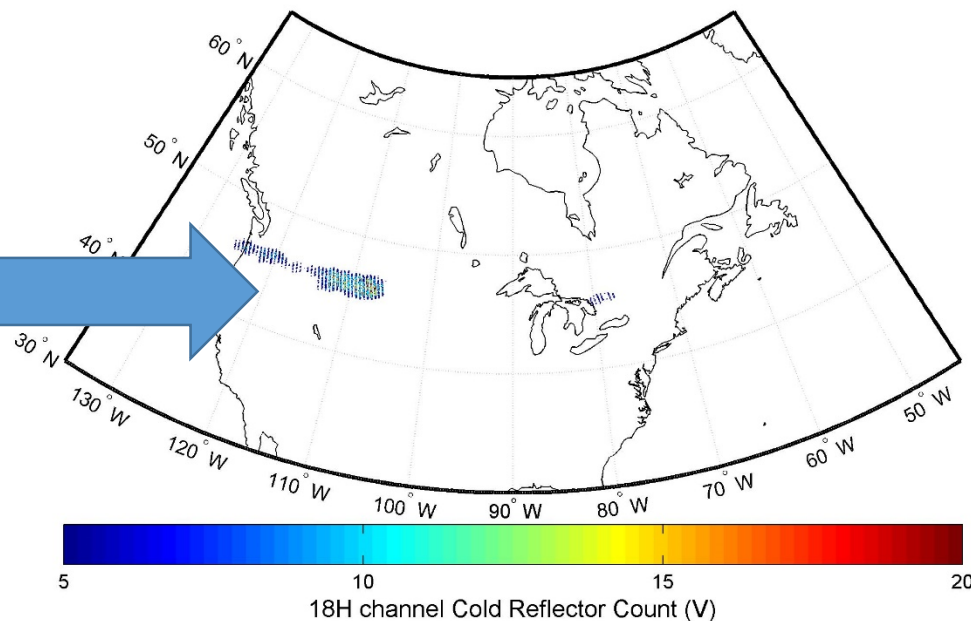 60° N
50° N
40° N
30° N
130° W
120° W
110° W
100° W
90° W
80° W
70° W
60° W
50° W
5 10 15 20
18H channel Cold Reflector Count (V)